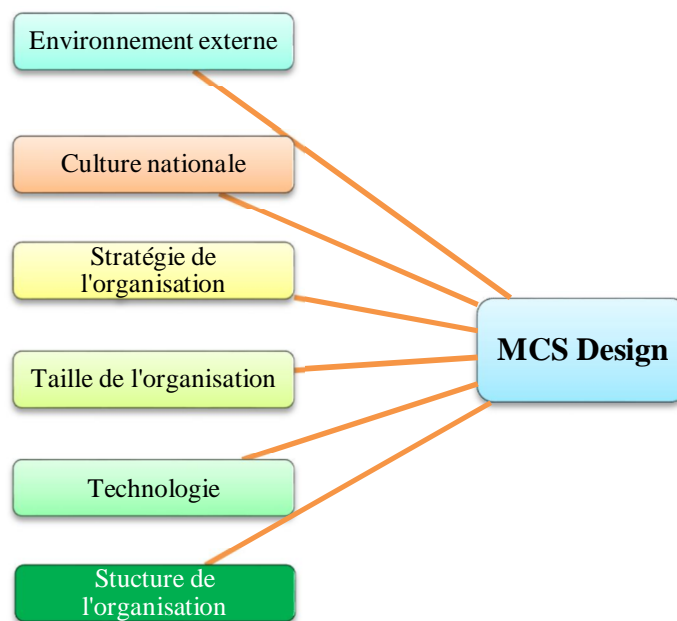 Environnement externe
Culture nationale
Stratégie de
l'organisation
MCS Design
Taille de l'organisation
Technologie
Stucture de
l'organisation